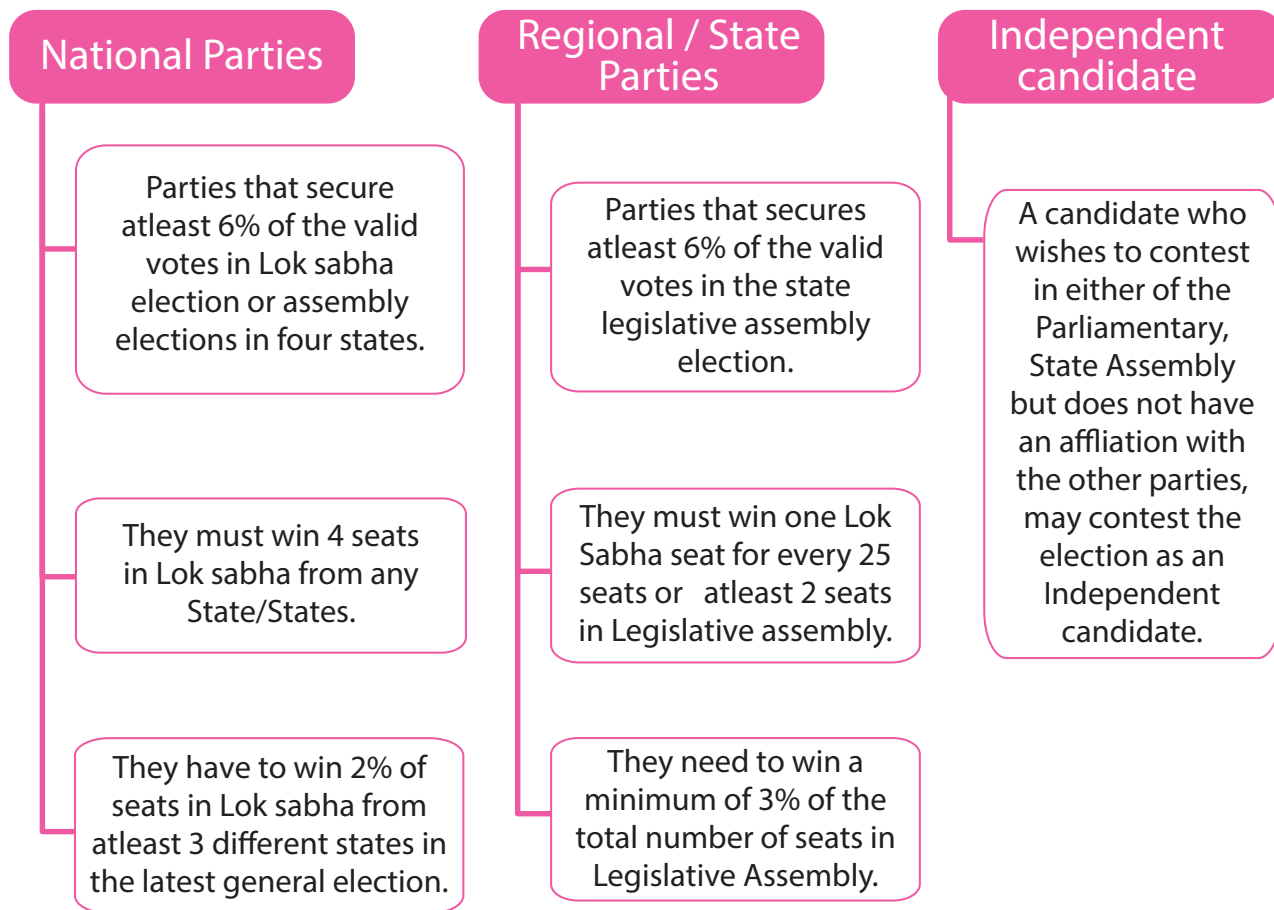 National Parties
Parties that secure
atleast 6% of the valid
votes in Lok sabha
election or assembly
elections in four states.
They must win 4 seats
in Lok sabha from any
State/States.
They have to win 2% of
seats in Lok sabha from
atleast 3 different states in
the latest general election.
Regional / State
Parties
Parties that secures
atleast 6% of the valid
votes in the state
legislative assembly
election.
They must win one Lok
Sabha seat for every 25
seats or atleast 2 seats
in Legislative assembly.
They need to win a
minimum of 3% of the
total number of seats in
Legislative Assembly.
Independent
candidate
A candidate who
wishes to contest
in either of the
Parliamentary,
State Assembly
but does not have
an affliation with
the other parties,
may contest the
election as an
Independent
candidate.